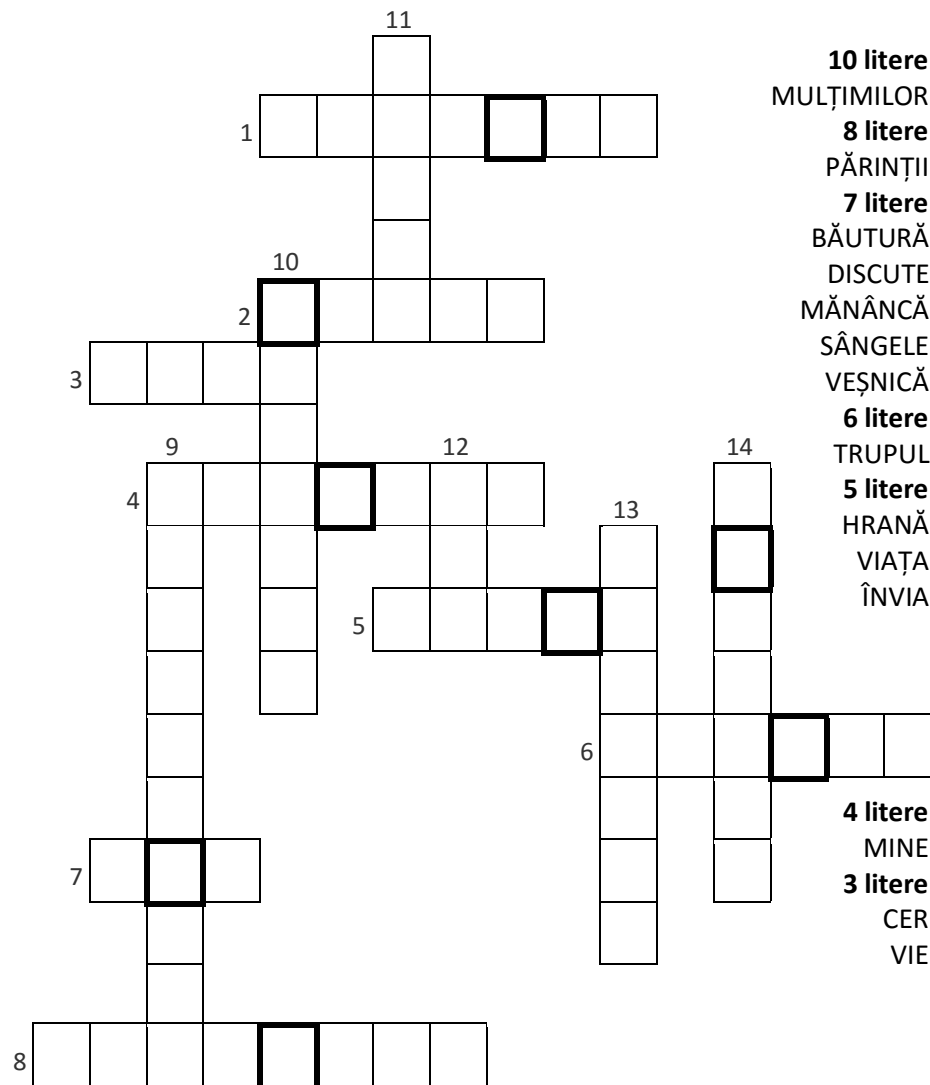 11
10 litere
MULȚIMILOR
1
8 litere
PĂRINȚII
7 litere
BĂUTURĂ
10
DISCUTE
2
MĂNÂNCĂ
SÂNGELE
3
VEȘNICĂ
6 litere
TRUPUL
9
12
14
5 litere
4
13
HRANĂ
VIAȚA
ÎNVIA
5
6
4 litere
MINE
7
3 litere
CER
VIE
8